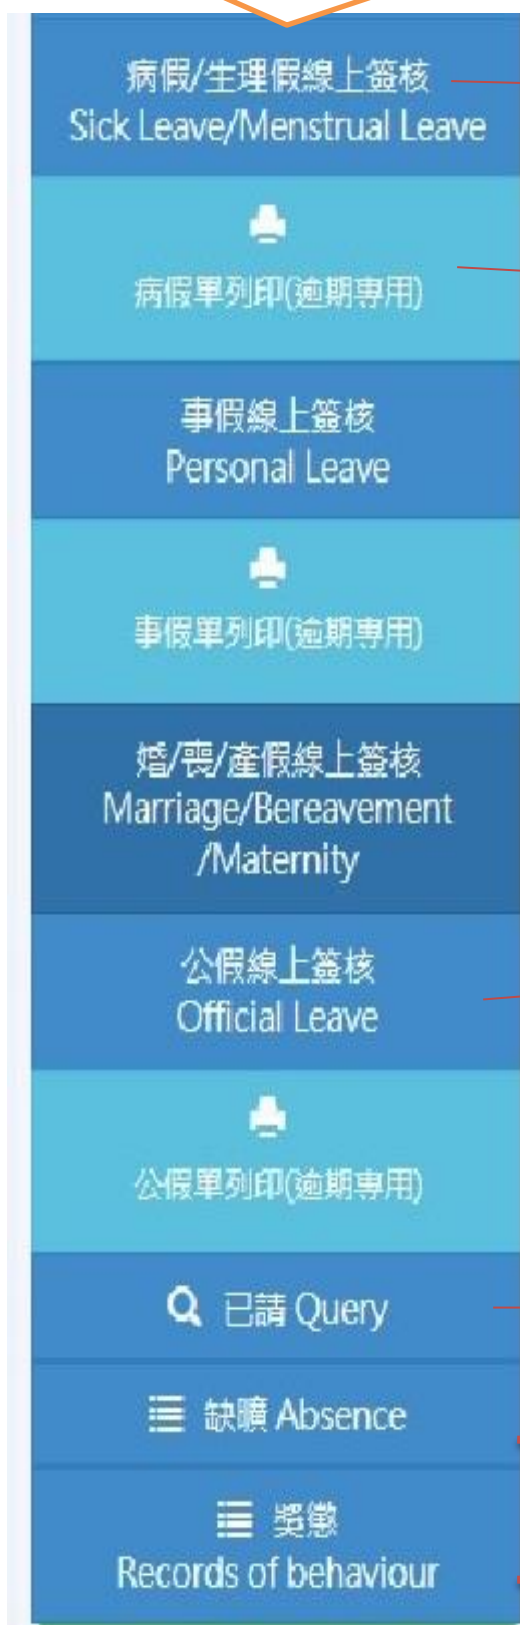 病假/生理假線上簽核
Sick Leave/Menstrual Leave
病假單列印(逾期專用)
事假線上簽核
Personal Leave
事假單列印(逾期專用)
婚/喪/產假線上簽核
Marriage/Bereavement
/Maternity
公假線上簽核
Official Leave
公假單列印(逾期專用)
已請 Query
缺曠 Absence
獎懲
Records of behaviour